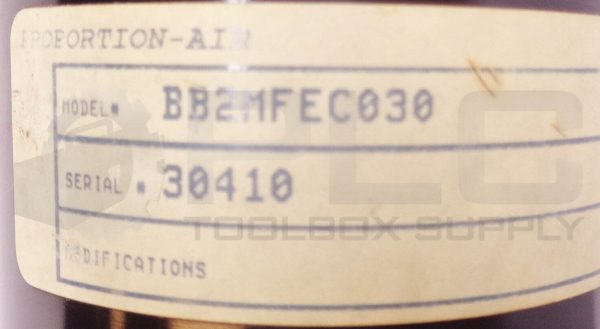 PROPORTION-AIR
MODEL# BB2MFEC030
SERIAL . 30410
MODIFICATIONS
PLC
TOOLBOX SUPPLY